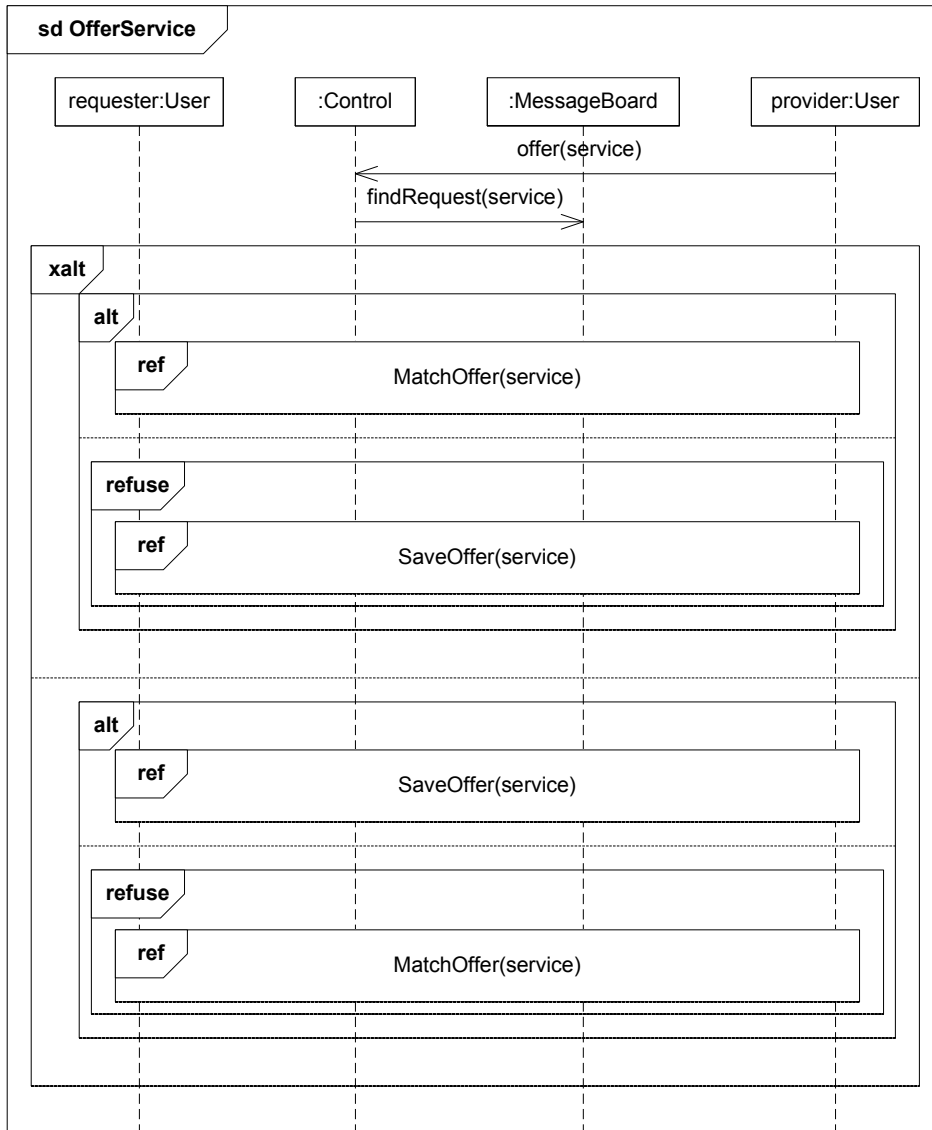 sd OfferService
requester:User
:Control
:MessageBoard
provider:User
offer(service)
findRequest(service)
xalt
alt
ref
MatchOffer(service)
refuse
ref
SaveOffer(service)
alt
ref
SaveOffer(service)
refuse
ref
MatchOffer(service)